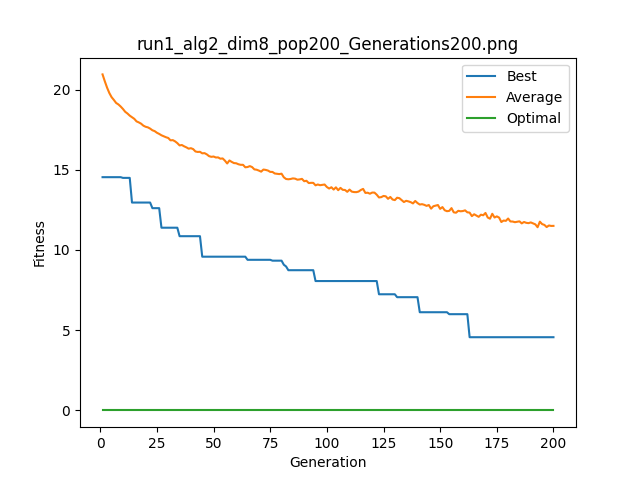 run1_alg2_dim8_pop200_Generations200.png
Best
Average
Optimal
20
15
10
5
0
Fitness
0 25 50 75 100 125 150 175 200
Generation